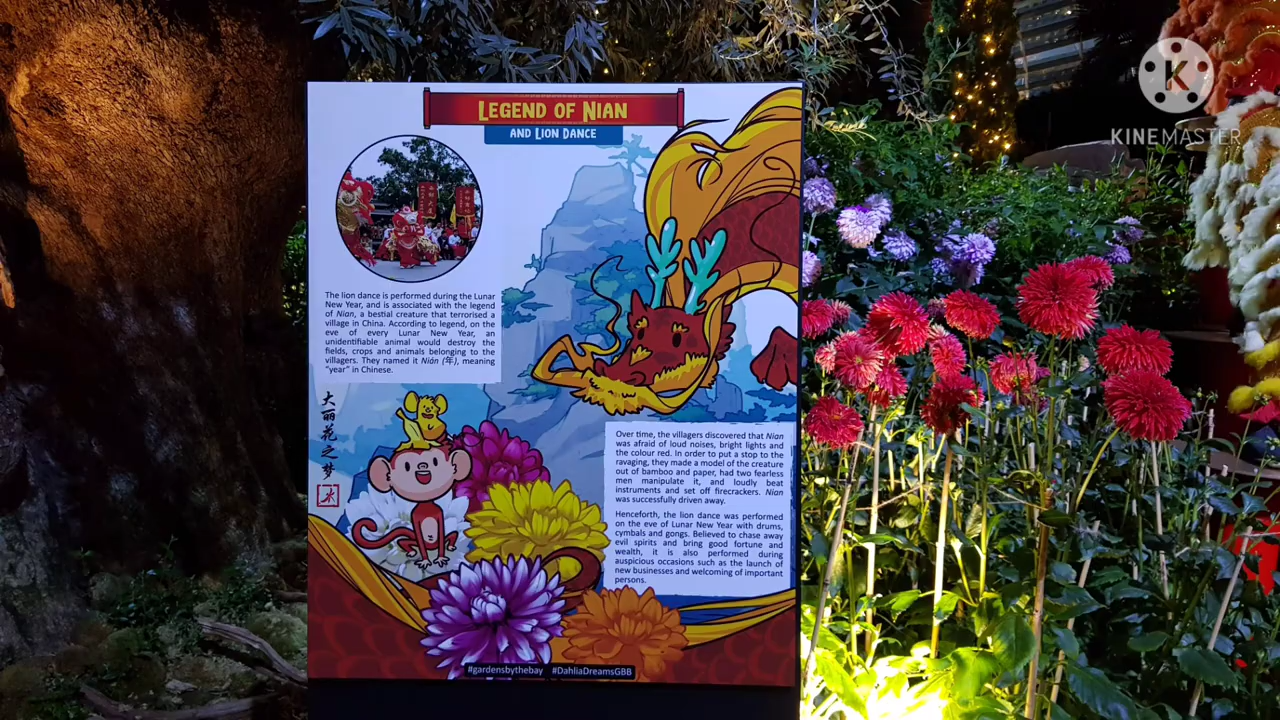 LEGEND OF NIAN
AND LION DANCE
The lion dance is performed during the Lunar
New Year, and is associated with the legend
of Nian, a bestial creature that terrorised a
village in China. According to legend, on the
eve of every Lunar New Year, an
unidentifiable animal would destroy the
fields, crops and animals belonging to the
villagers. They named it Nián (年), meaning
"year" in Chinese.
大丽花之梦
Over time, the villagers discovered that Nian
was afraid of loud noises, bright lights and
the colour red. In order to put a stop to the
ravaging, they made a model of the creature
out of bamboo and paper, had two fearless
men manipulate it, and loudly beat
instruments and set off firecrackers. Nian
was successfully driven away.
Henceforth, the lion dance was performed
on the eve of Lunar New Year with drums,
cymbals and gongs. Believed to chase away
evil spirits and bring good fortune and
wealth, it is also performed during
auspicious occasions such as the launch of
new businesses and welcoming of important
persons.
#gardensbythebay #DahliaDreamsGBB
K
KINEMASTER